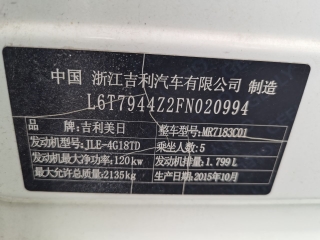 中国 浙江吉利汽车有限公司 制造
L6T7944Z2FN020994
品 牌:吉利美日 整车型号:MR7183C01
发动机型号:JLE-4G18TD 乘坐人数:5
发动机最大净功率:120kw 发动机排量:1.799L
最大允许总质量:2135kg 生产日期:2015年10月